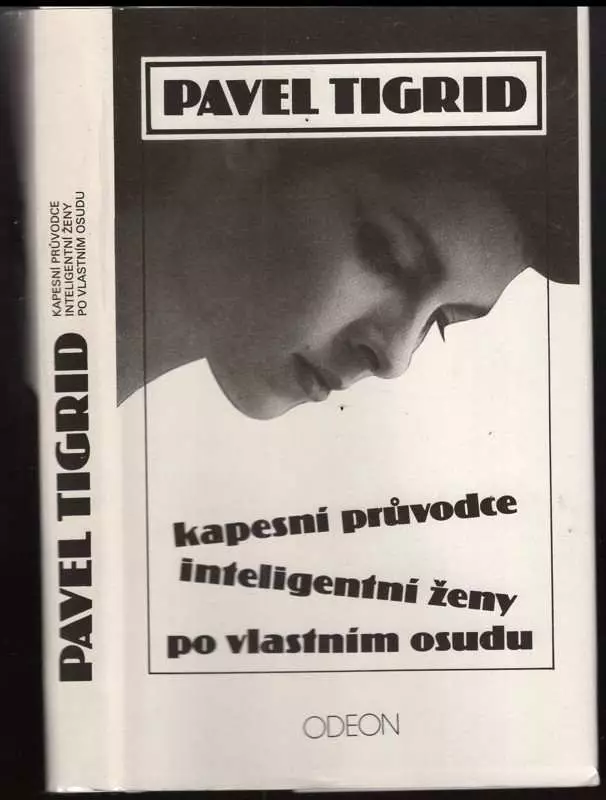 PAVEL TIGRID
kapesní průvodce
inteligentní ženy
po vlastním osudu
ODEON
PAVEL TIGRID
KAPESNÍ PRŮVODCE
INTELIGENTNÍ ŽENY
PO VLASTNÍM OSUDU